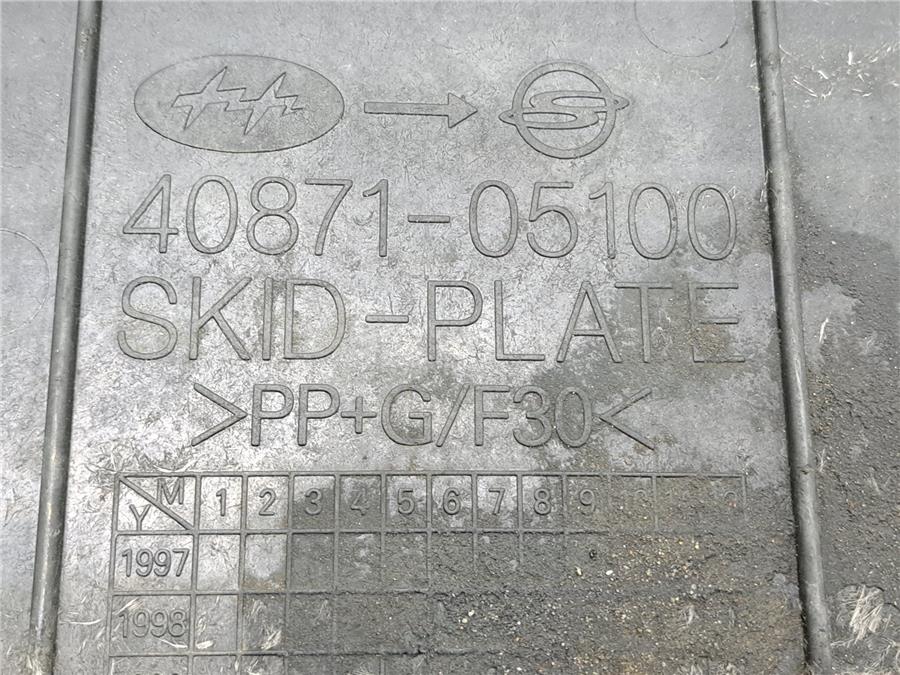 40871-05100
SKID-PLATE
>PP+G/F30<
M 1 2 3 4 5 6 7 8 9
Y
1997
1998